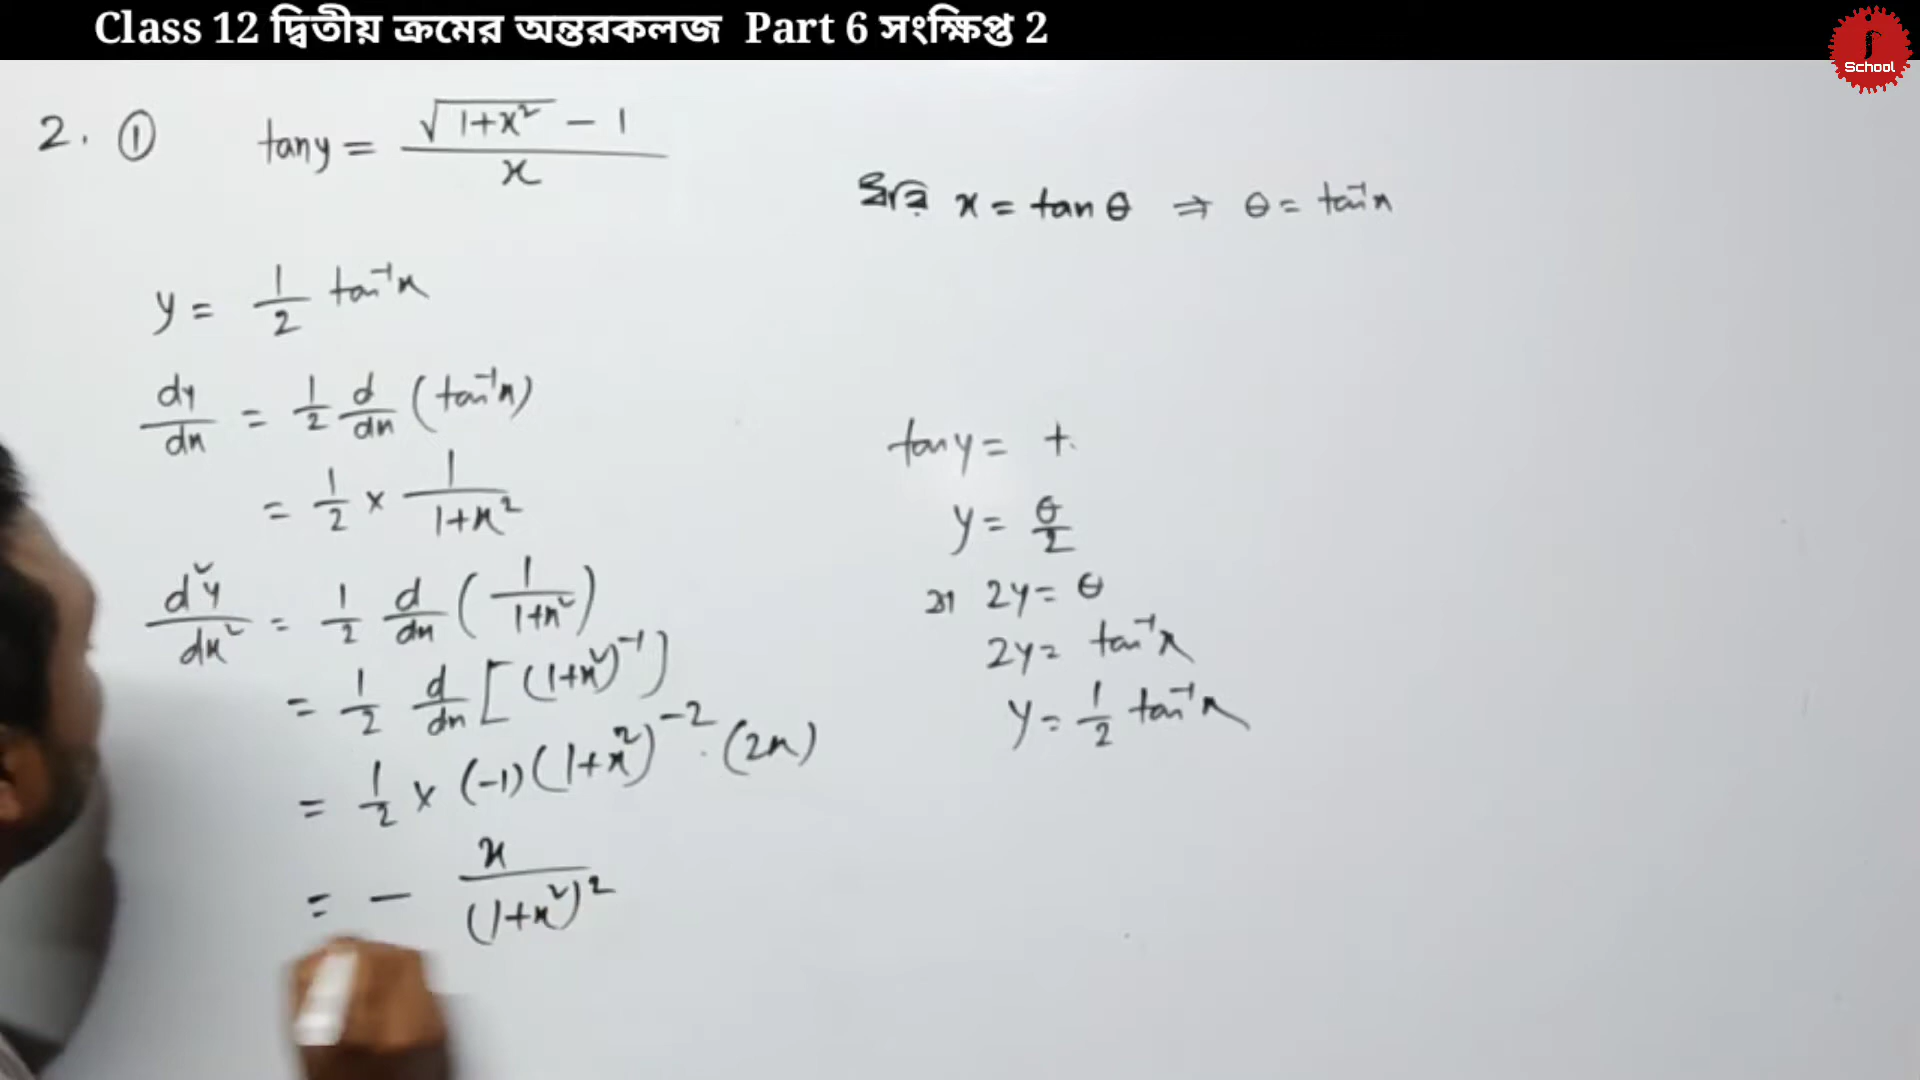 Class 12 দ্বিতীয় ক্রমের অন্তরকলজ Part 6 সংক্ষিপ্ত 2
School
2. ① tany = (√(1+x²) - 1)/x
ধরি x = tan θ ⇒ θ = tan⁻¹x
y = 1/2 tan⁻¹x
dy/dx = 1/2 d/dx (tan⁻¹x)
= 1/2 × 1/(1+x²)
d²y/dx² = 1/2 d/dx (1/(1+x²))
= 1/2 d/dx [(1+x²)⁻¹]
= 1/2 × (-1)(1+x²)⁻² · (2x)
= - x/(1+x²)²
tany = t
y = θ/2
বা 2y = θ
2y = tan⁻¹x
y = 1/2 tan⁻¹x